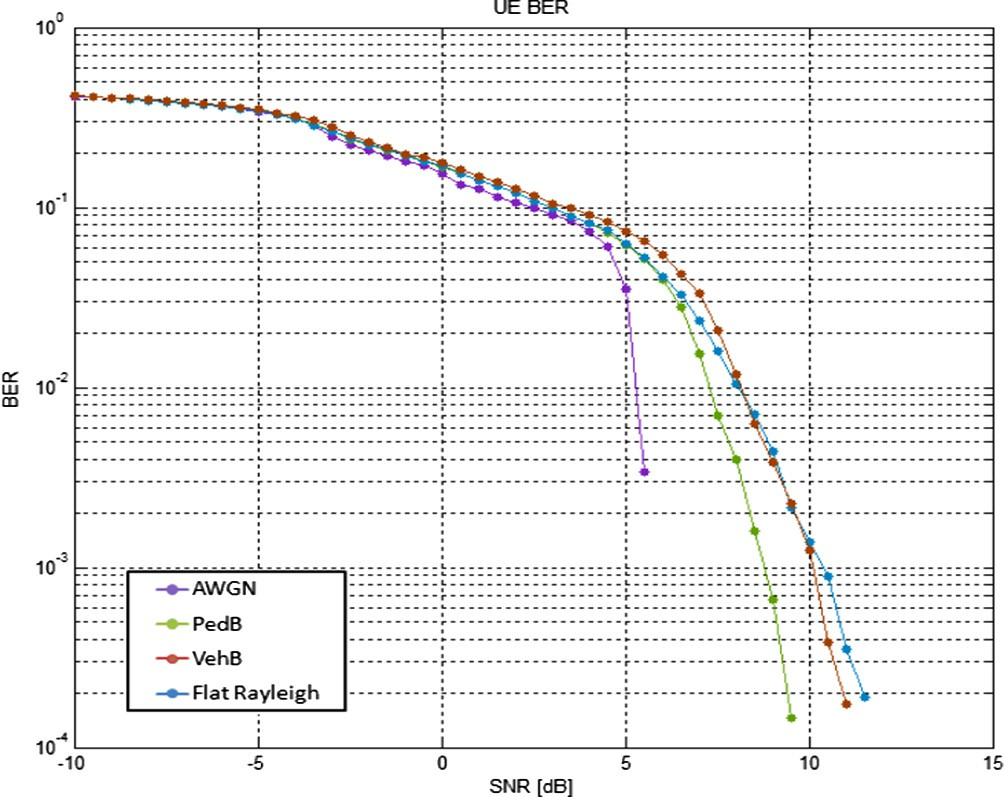 UE BER
10^0
10^-1
10^-2
10^-3
10^-4
BER
AWGN
PedB
VehB
Flat Rayleigh
-10 -5 0 5 10 15
SNR [dB]